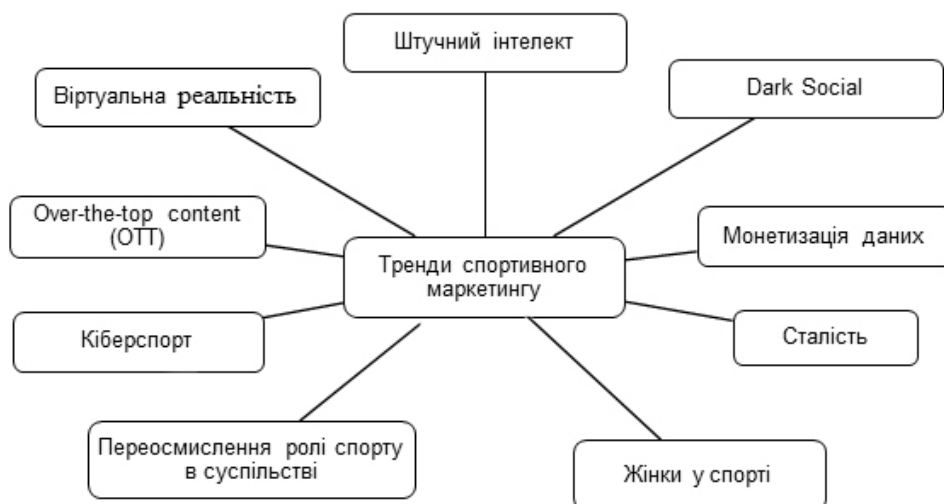 Штучний інтелект
Віртуальна реальність
Dark Social
Over-the-top content
(OTT)
Монетизація даних
Тренди спортивного
маркетингу
Кіберспорт
Сталість
Переосмислення ролі спорту
в суспільстві
Жінки у спорті